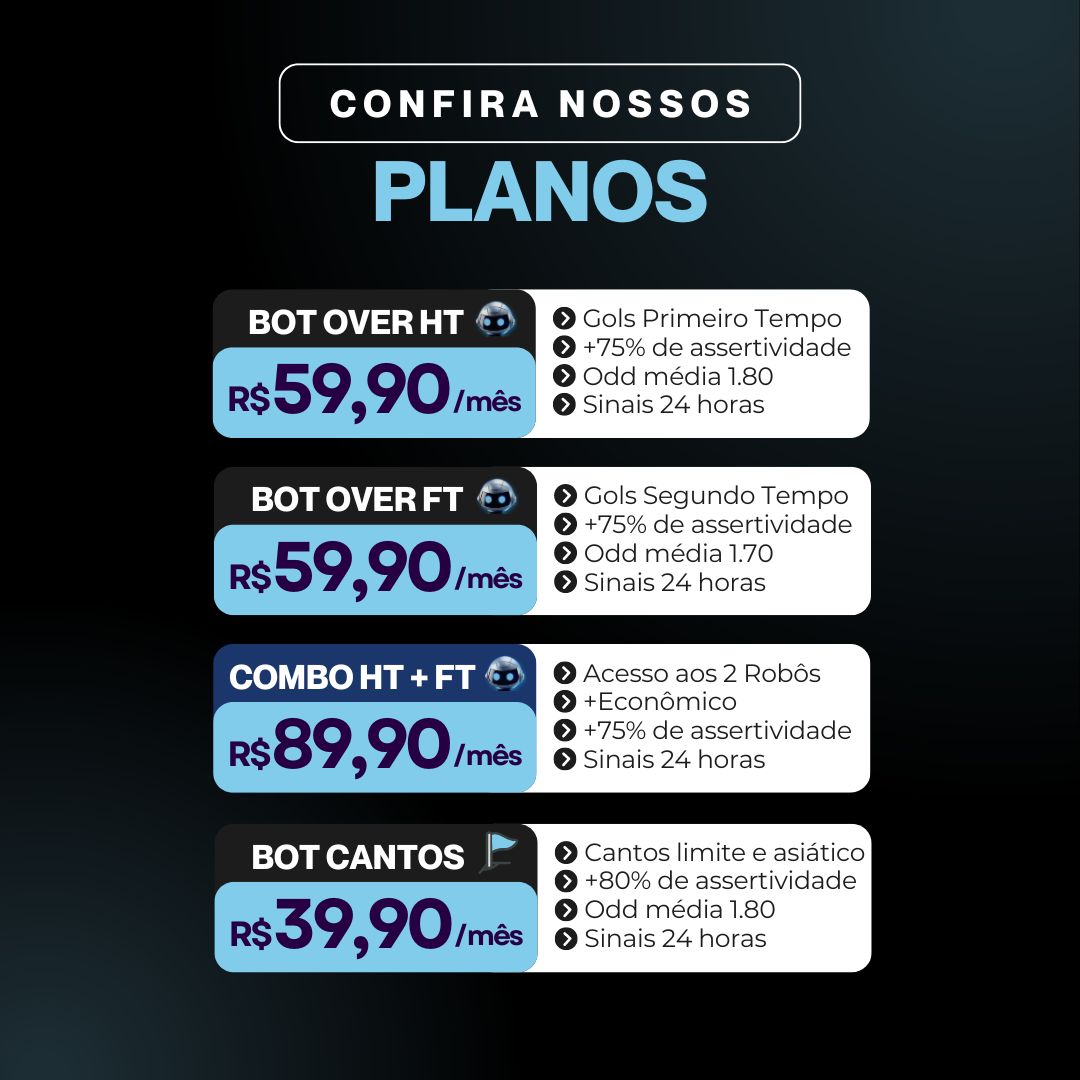 CONFIRA NOSSOS
PLANOS
BOT OVER HT
R$59,90/mês
Gols Primeiro Tempo
+75% de assertividade
Odd média 1.80
Sinais 24 horas
BOT OVER FT
R$59,90/mês
Gols Segundo Tempo
+75% de assertividade
Odd média 1.70
Sinais 24 horas
COMBO HT + FT
R$89,90/mês
Acesso aos 2 Robôs
+Econômico
+75% de assertividade
Sinais 24 horas
BOT CANTOS
R$39,90/mês
Cantos limite e asiático
+80% de assertividade
Odd média 1.80
Sinais 24 horas